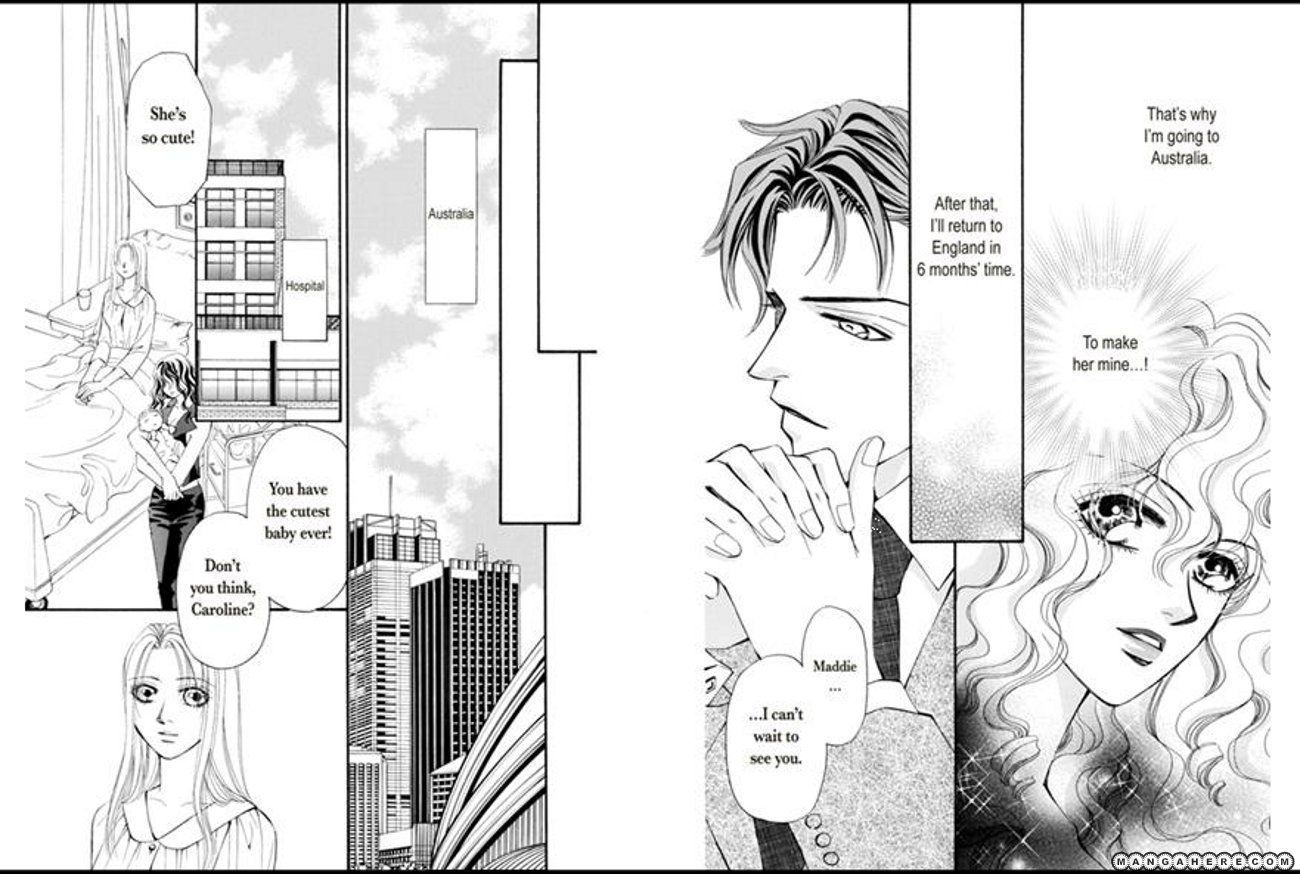 That's why
I'm going to
Australia.
To make
her mine...!
After that,
I'll return to
England in
6 months' time.
Maddie
...
...I can't
wait to
see you.
Australia
Hospital
She's
so cute!
You have
the cutest
baby ever!
Don't
you think,
Caroline?
MANGAHERE.COM